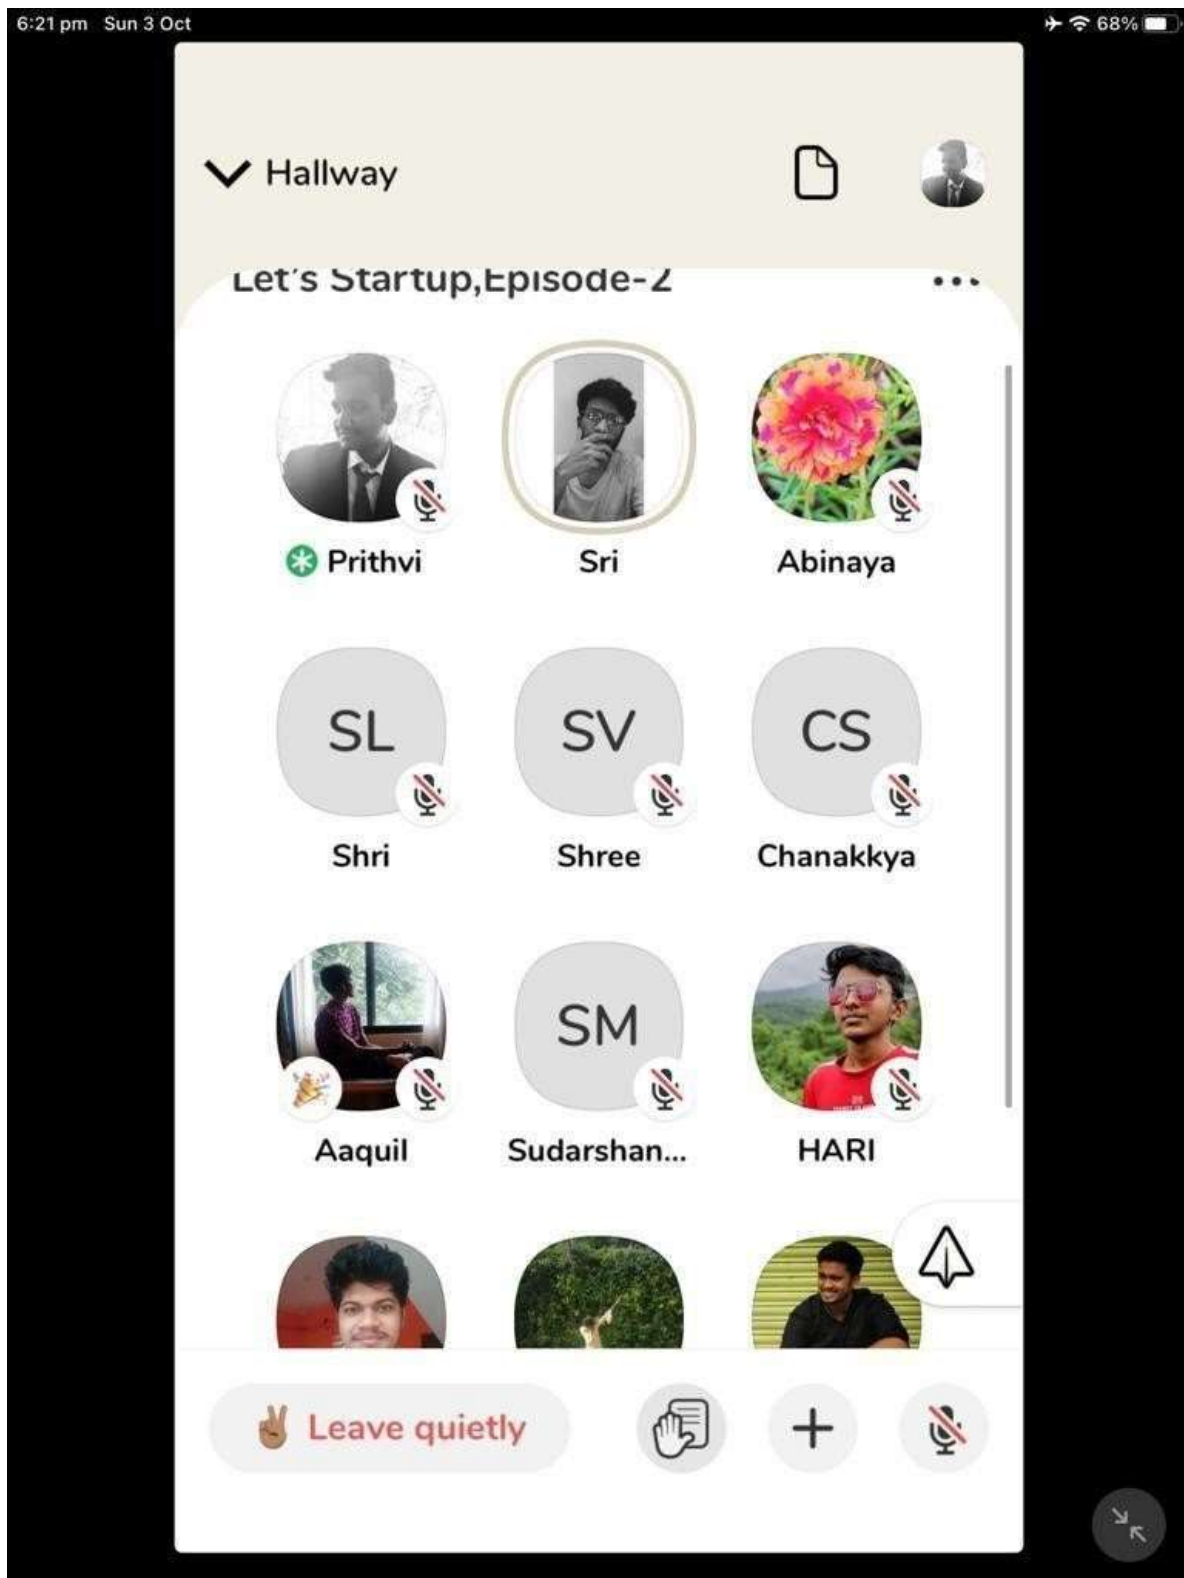 6:21 pm Sun 3 Oct 68%
Hallway
Let's Startup,Episode-2
Prithvi Sri Abinaya
SL SV CS
Shri Shree Chanakkya
SM
Aaquil Sudarshan... HARI
Leave quietly